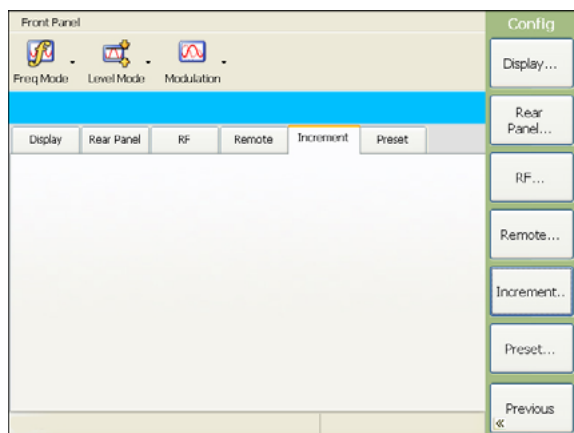 Front Panel
Config
Freq Mode
Level Mode
Modulation
Display...
Display
Rear Panel
RF
Remote
Increment
Preset
Rear
Panel...
RF...
Remote...
Increment..
Preset...
Previous
«